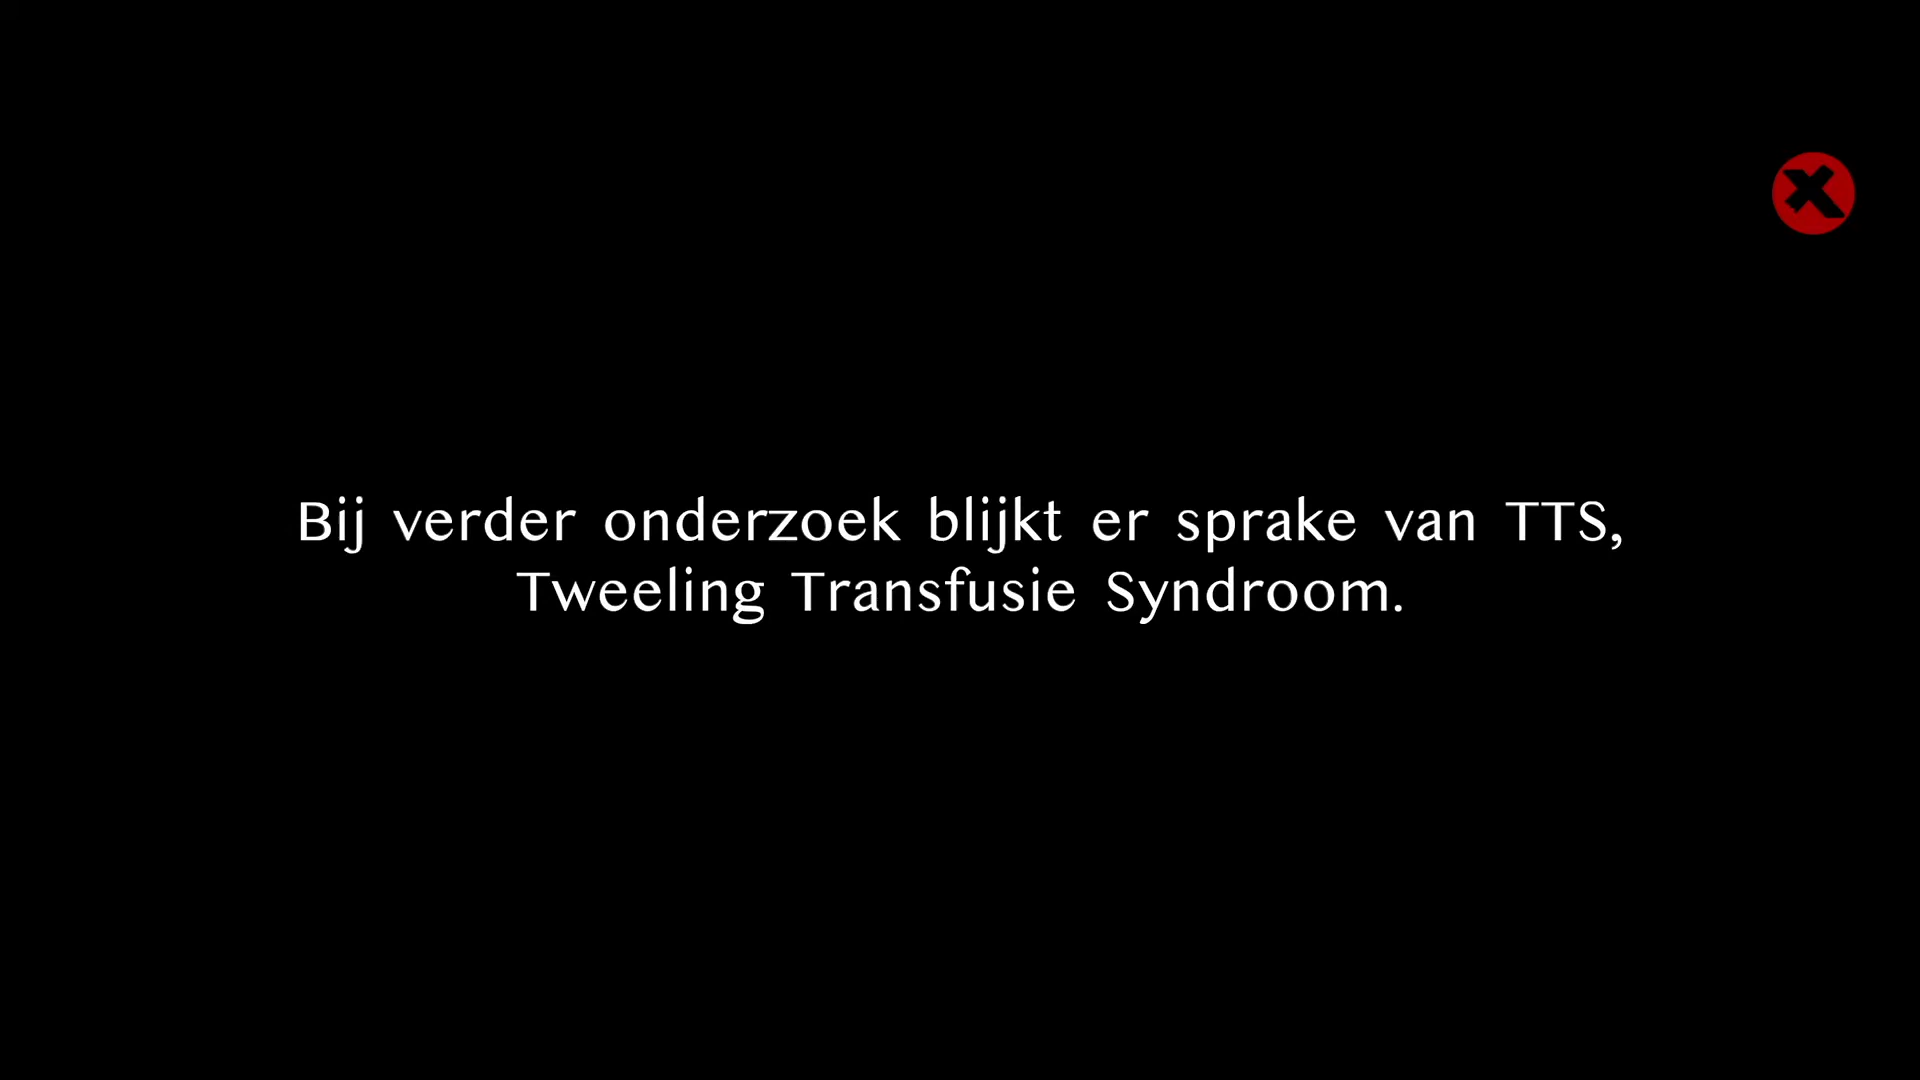 Bij verder onderzoek blijkt er sprake van TTS,
Tweeling Transfusie Syndroom.